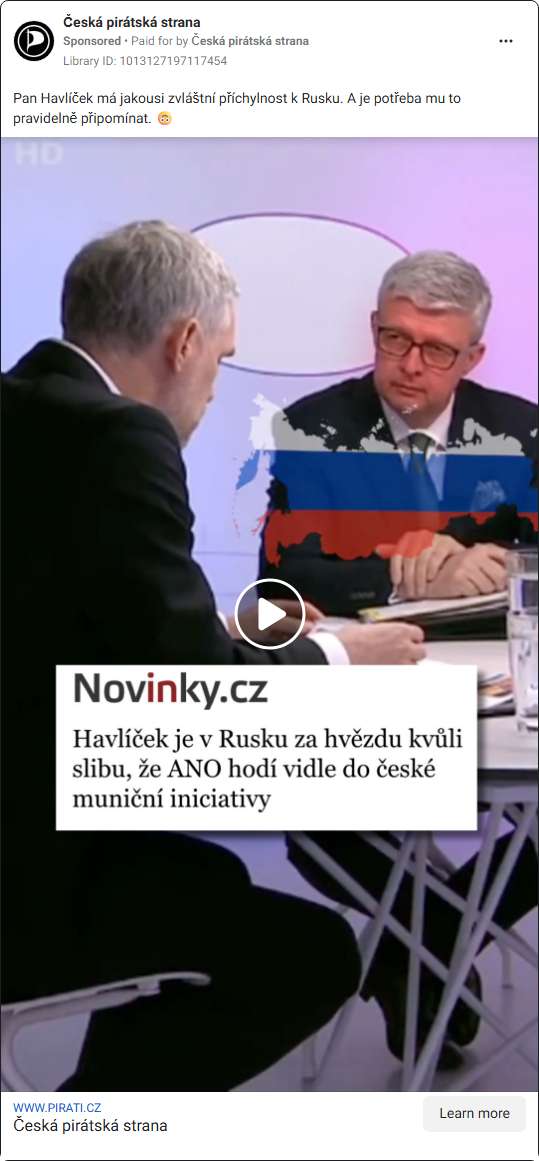 Česká pirátská strana
Sponsored • Paid for by Česká pirátská strana
Library ID: 1013127197117454
Pan Havlíček má jakousi zvláštní příchylnost k Rusku. A je potřeba mu to
pravidelně připomínat.
HD
Novinky.cz
Havlíček je v Rusku za hvězdu kvůli
slibu, že ANO hodí vidle do české
muniční iniciativy
WWW.PIRATI.CZ
Česká pirátská strana
Learn more